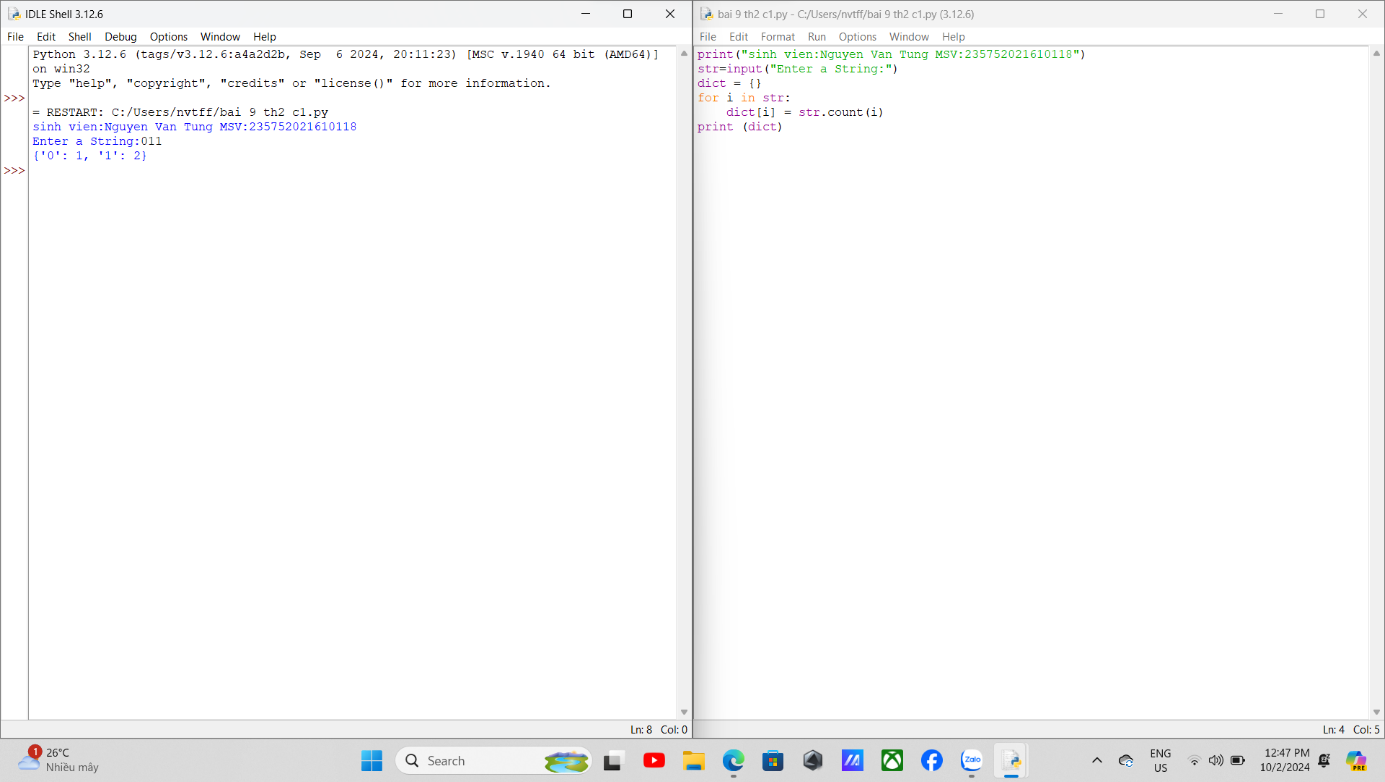 IDLE Shell 3.12.6
File Edit Shell Debug Options Window Help
Python 3.12.6 (tags/v3.12.6:a4a2d2b, Sep  6 2024, 20:11:23) [MSC v.1940 64 bit (AMD64)]
on win32
Type "help", "copyright", "credits" or "license()" for more information.
>>>
= RESTART: C:/Users/nvtff/bai 9 th2 c1.py
sinh vien:Nguyen Van Tung MSV:235752021610118
Enter a String:011
{'0': 1, '1': 2}
>>>
Ln: 8 Col: 0
bai 9 th2 c1.py - C:/Users/nvtff/bai 9 th2 c1.py (3.12.6)
File Edit Format Run Options Window Help
print("sinh vien:Nguyen Van Tung MSV:235752021610118")
str=input("Enter a String:")
dict = {}
for i in str:
    dict[i] = str.count(i)
print (dict)
Ln: 4 Col: 5
1
26°C
Nhiều mây
Search
Zalo
ENG
US
12:47 PM
10/2/2024
PRE